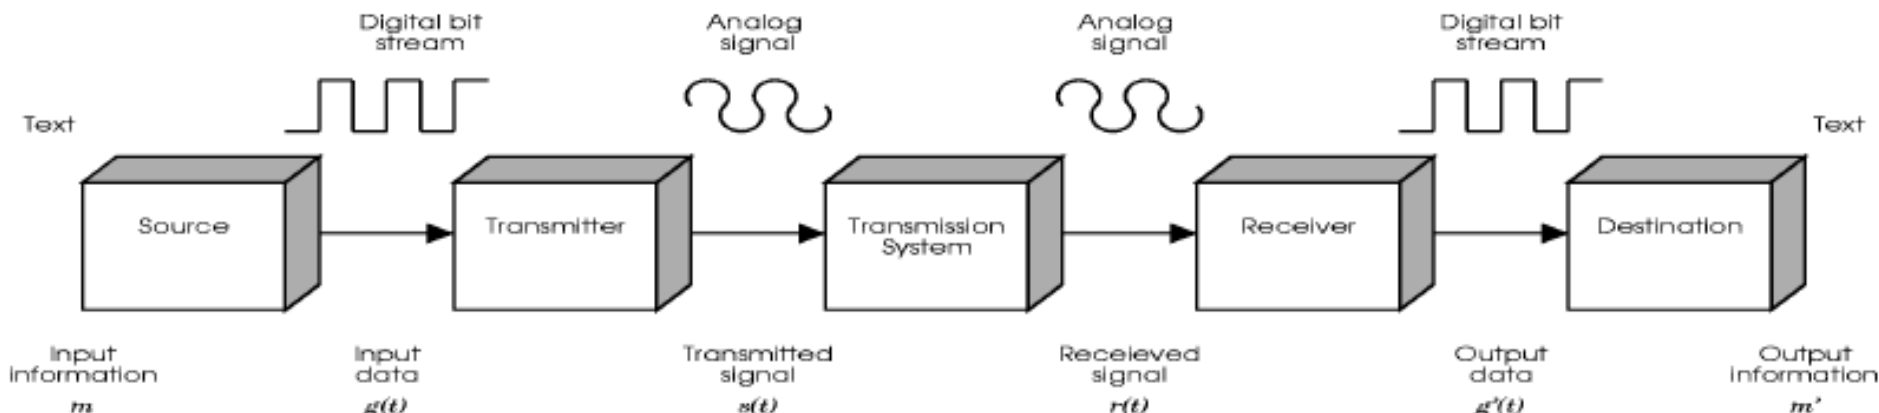 Digital bit
stream
Analog
signal
Analog
signal
Digital bit
stream
Text
Text
Source
Transmitter
Transmission
System
Receiver
Destination
Input
information
m
Input
data
g(t)
Transmitted
signal
s(t)
Receieved
signal
r(t)
Output
data
g'(t)
Output
information
m'